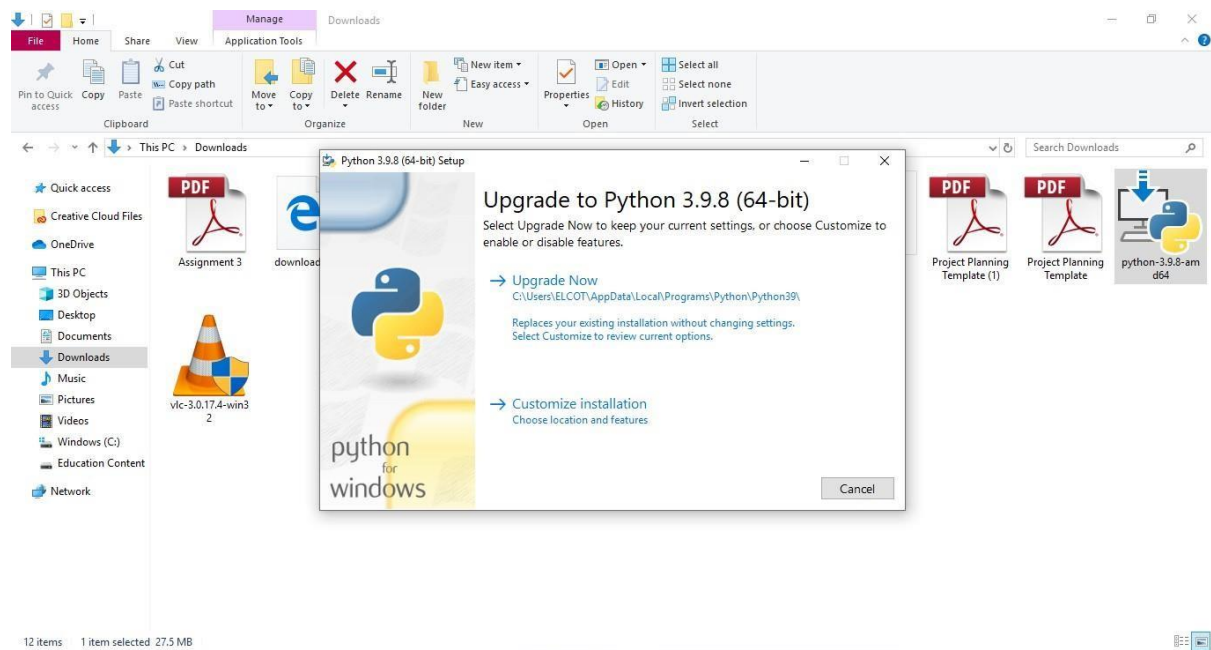 Manage
Downloads
File
Home
Share
View
Application Tools
Pin to Quick access
Copy
Paste
Cut
Copy path
Paste shortcut
Clipboard
Move to
Copy to
Delete
Rename
Organize
New folder
New item
Easy access
New
Properties
Open
Edit
History
Open
Select all
Select none
Invert selection
Select
This PC > Downloads
Search Downloads
Quick access
Creative Cloud Files
OneDrive
This PC
3D Objects
Desktop
Documents
Downloads
Music
Pictures
Videos
Windows (C:)
Education Content
Network
PDF
Assignment 3
download
vlc-3.0.17.4-win3
2
Python 3.9.8 (64-bit) Setup
Upgrade to Python 3.9.8 (64-bit)
Select Upgrade Now to keep your current settings, or choose Customize to
enable or disable features.
Upgrade Now
C:\Users\ELCOT\AppData\Local\Programs\Python\Python39\
Replaces your existing installation without changing settings.
Select Customize to review current options.
Customize installation
Choose location and features
python
for
windows
Cancel
PDF
Project Planning
Template (1)
PDF
Project Planning
Template
python-3.9.8-am
d64
12 items
1 item selected
27.5 MB